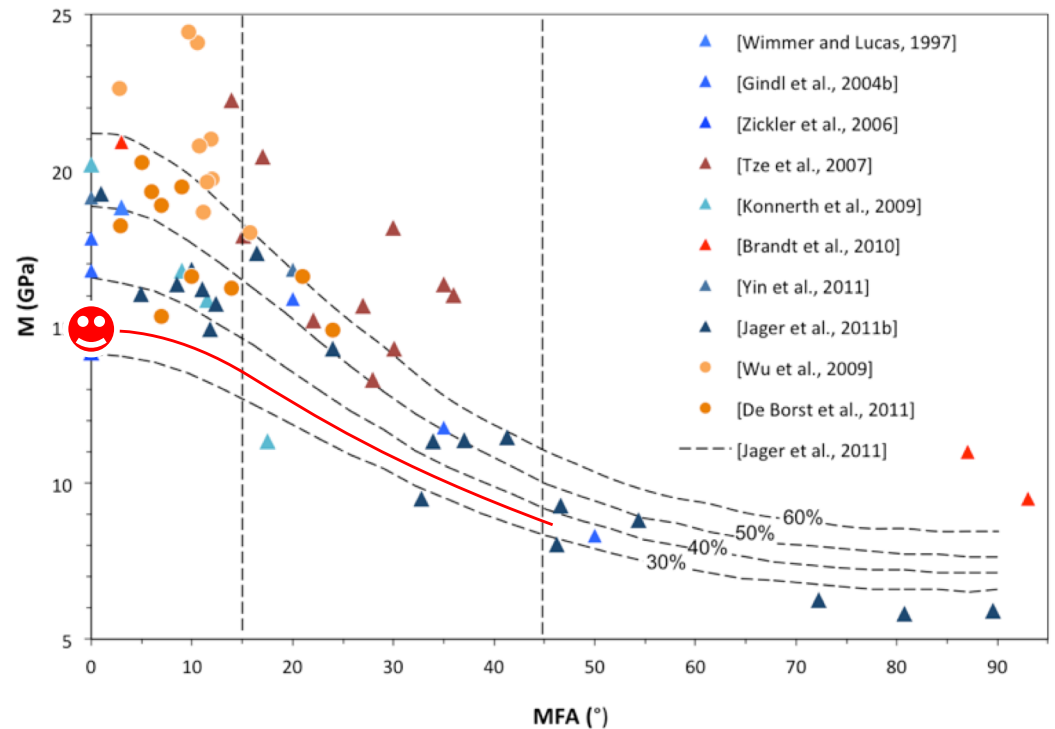 25
20
1
10
5
M (GPa)
0
10
20
30
40
50
60
70
80
90
MFA (°)
[Wimmer and Lucas, 1997]
[Gindl et al., 2004b]
[Zickler et al., 2006]
[Tze et al., 2007]
[Konnerth et al., 2009]
[Brandt et al., 2010]
[Yin et al., 2011]
[Jager et al., 2011b]
[Wu et al., 2009]
[De Borst et al., 2011]
[Jager et al., 2011]
60%
50%
40%
30%